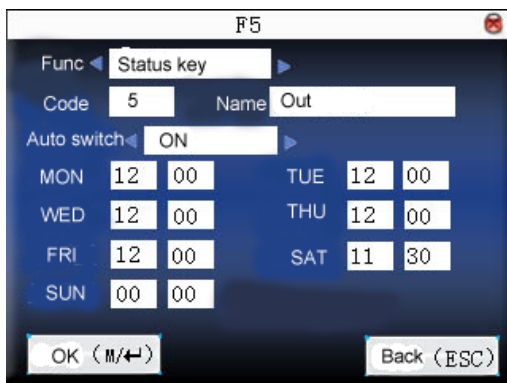 F5
Func Status key
Code 5 Name Out
Auto switch ON
MON 12 00 TUE 12 00
WED 12 00 THU 12 00
FRI 12 00 SAT 11 30
SUN 00 00
OK (M/↵) Back (ESC)